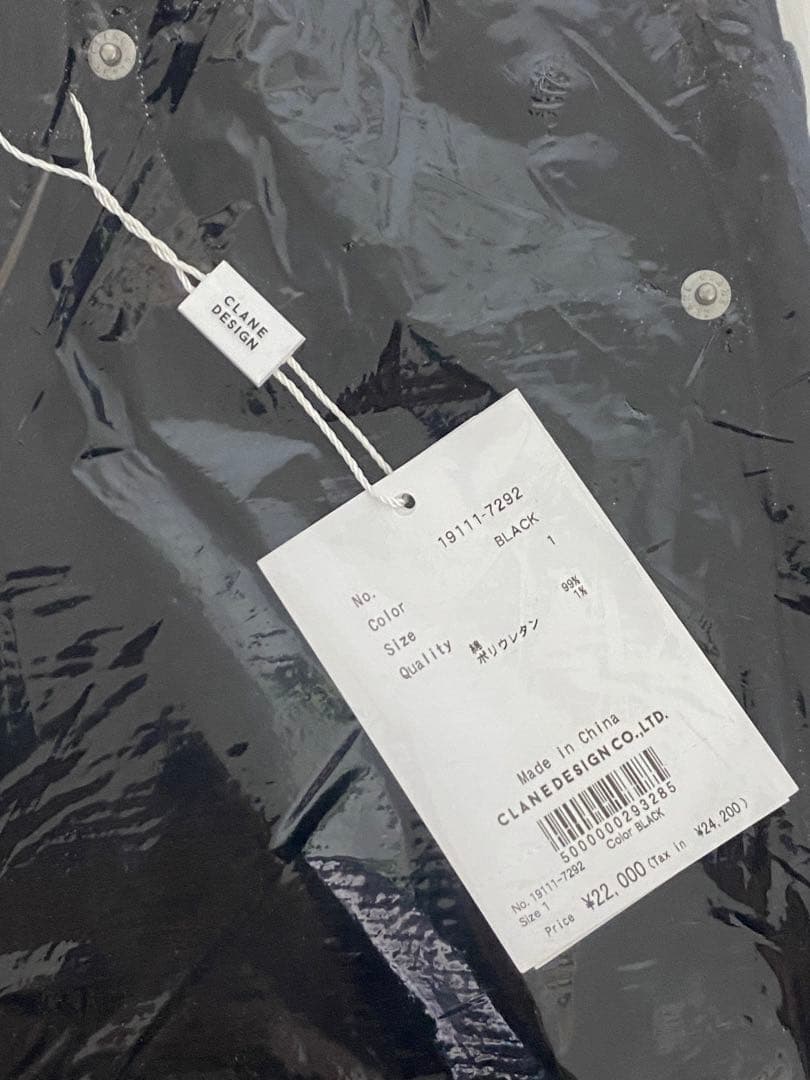 CLANE
DESIGN
No. 19111-7292
Color BLACK
Size 1
Quality 綿 99%
ポリウレタン 1%
Made in China
CLANE DESIGN CO.,LTD.
5000000293285
No. 19111-7292 Color BLACK
Size 1
Price ¥22,000 (Tax in ¥24,200)